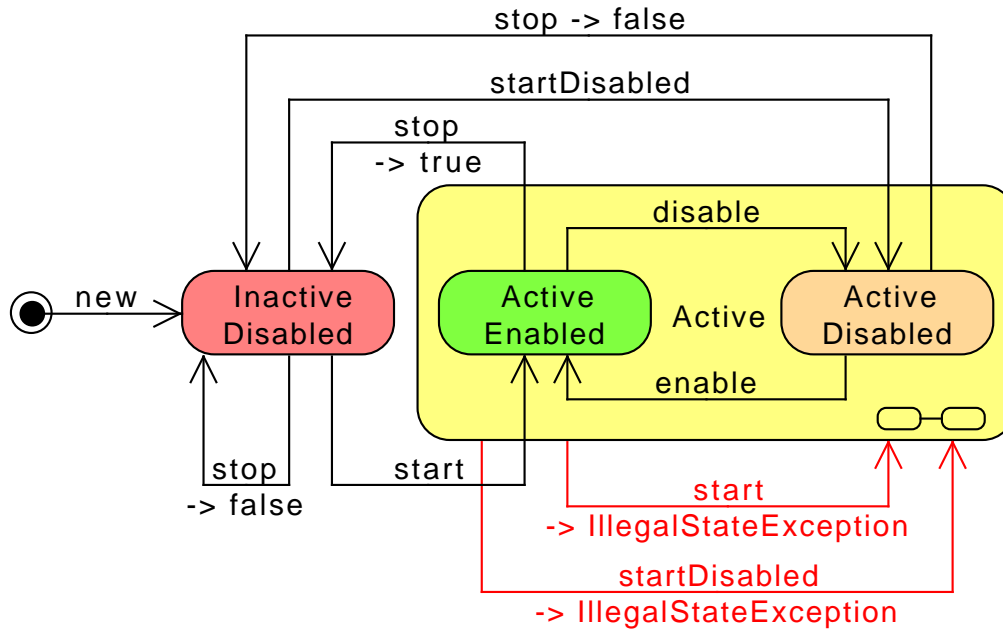 stop -> false
startDisabled
stop
-> true
disable
new
Inactive
Disabled
Active
Enabled
Active
Active
Disabled
enable
stop
-> false
start
start
-> IllegalStateException
startDisabled
-> IllegalStateException